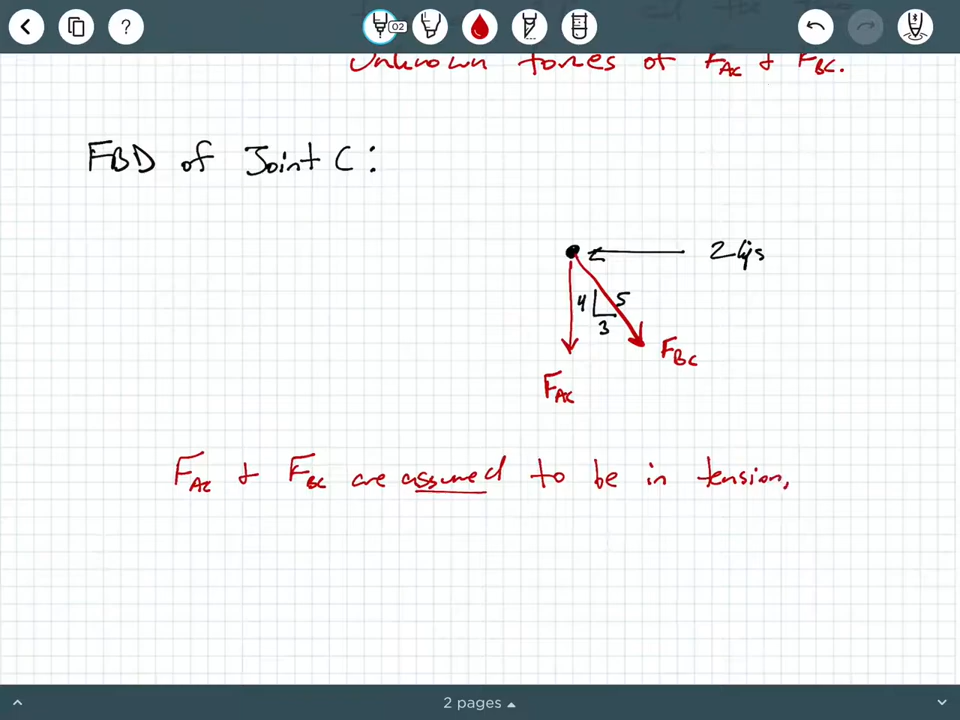 Unknown forces of FAC + FBC.
FBD of Joint C:
C
2 kips
4
5
3
FBC
FAC
FAC + FBC are assumed to be in tension,
2 pages
02
?